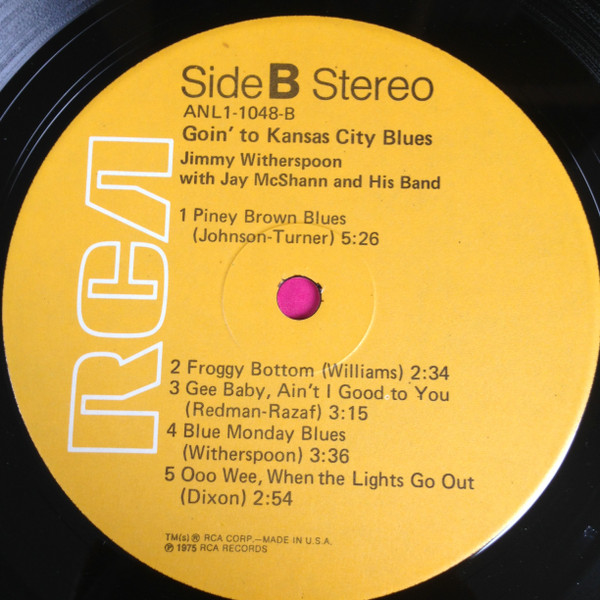 Side B Stereo
ANL1-1048-B
Goin' to Kansas City Blues
Jimmy Witherspoon
with Jay McShann and His Band
RCA
1 Piney Brown Blues
(Johnson-Turner) 5:26
2 Froggy Bottom (Williams) 2:34
3 Gee Baby, Ain't I Good to You
(Redman-Razaf) 3:15
4 Blue Monday Blues
(Witherspoon) 3:36
5 Ooo Wee, When the Lights Go Out
(Dixon) 2:54
TM(s) ® RCA CORP.—MADE IN U.S.A.
℗ 1975 RCA RECORDS